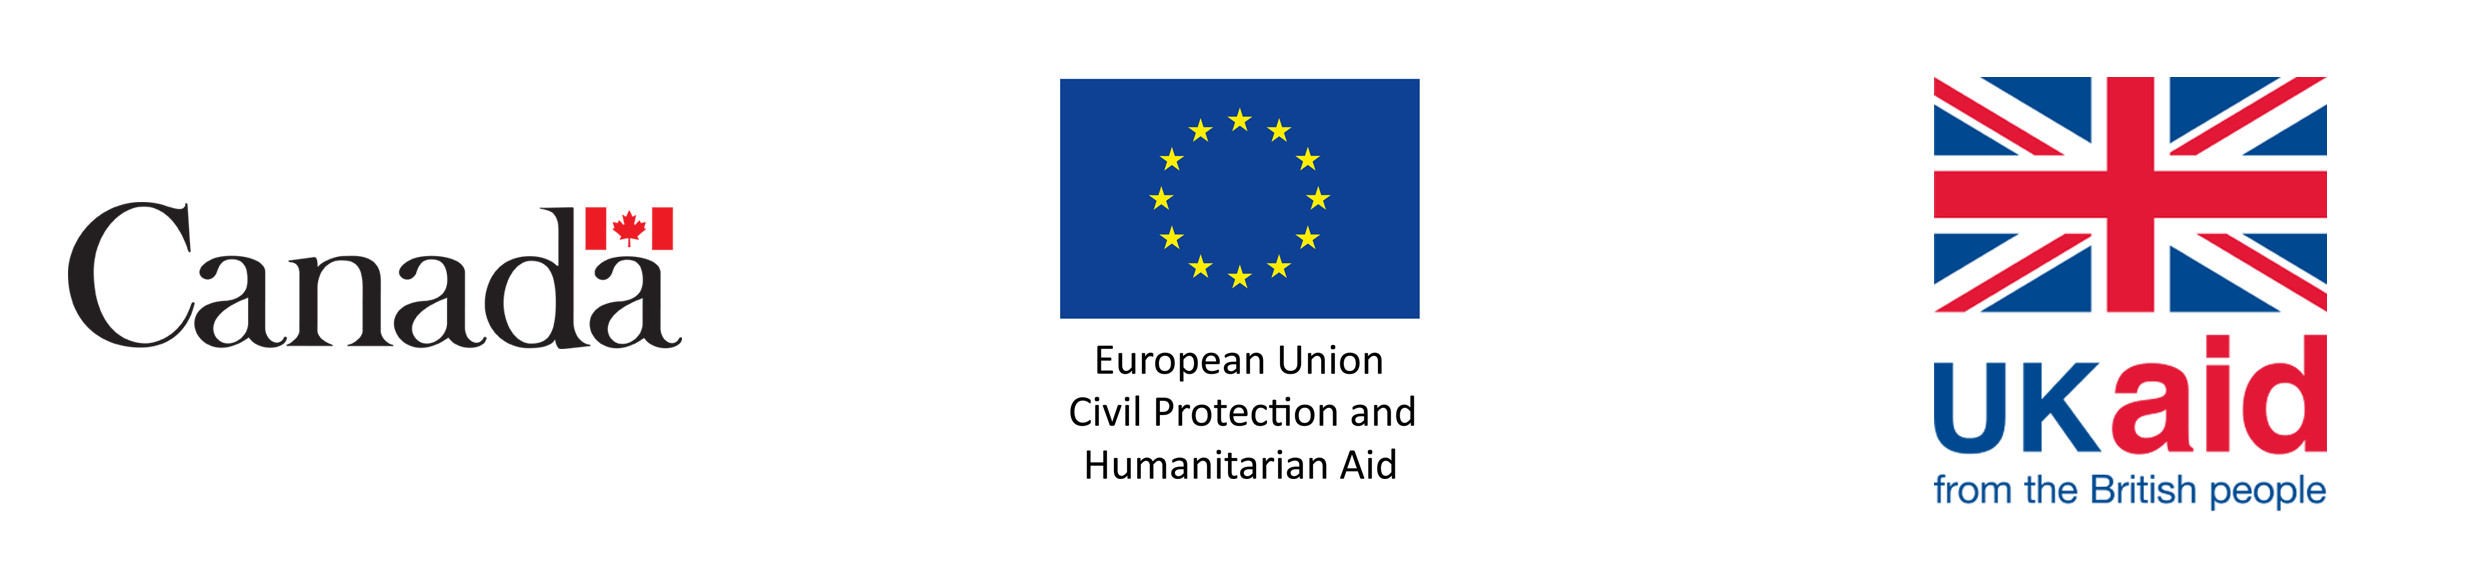 Canada
European Union
Civil Protection and
Humanitarian Aid
UKaid
from the British people